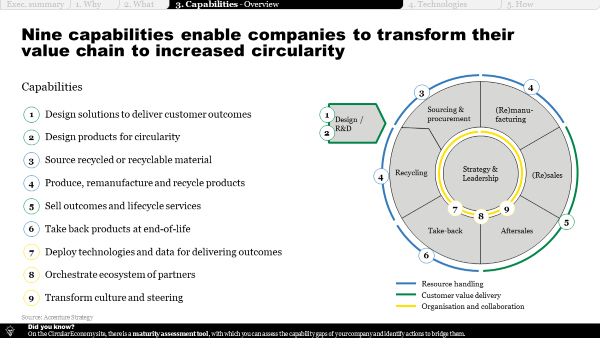 Exec. summary
1. Why
2. What
3. Capabilities - Overview
4. Technologies
5. How
Nine capabilities enable companies to transform their
value chain to increased circularity
Capabilities
1 Design solutions to deliver customer outcomes
2 Design products for circularity
3 Source recycled or recyclable material
4 Produce, remanufacture and recycle products
5 Sell outcomes and lifecycle services
6 Take back products at end-of-life
7 Deploy technologies and data for delivering outcomes
8 Orchestrate ecosystem of partners
9 Transform culture and steering
1
2
Design /
R&D
3
Sourcing &
procurement
4
(Re)manu-
facturing
4
Recycling
Strategy &
Leadership
(Re)sales
5
7
8
9
Take-back
Aftersales
6
Resource handling
Customer value delivery
Organisation and collaboration
Source: Accenture Strategy
Did you know?
On the CircularEconomy site, there is a maturity assessment tool, with which you can assess the capability gaps of your company and identify actions to bridge them.